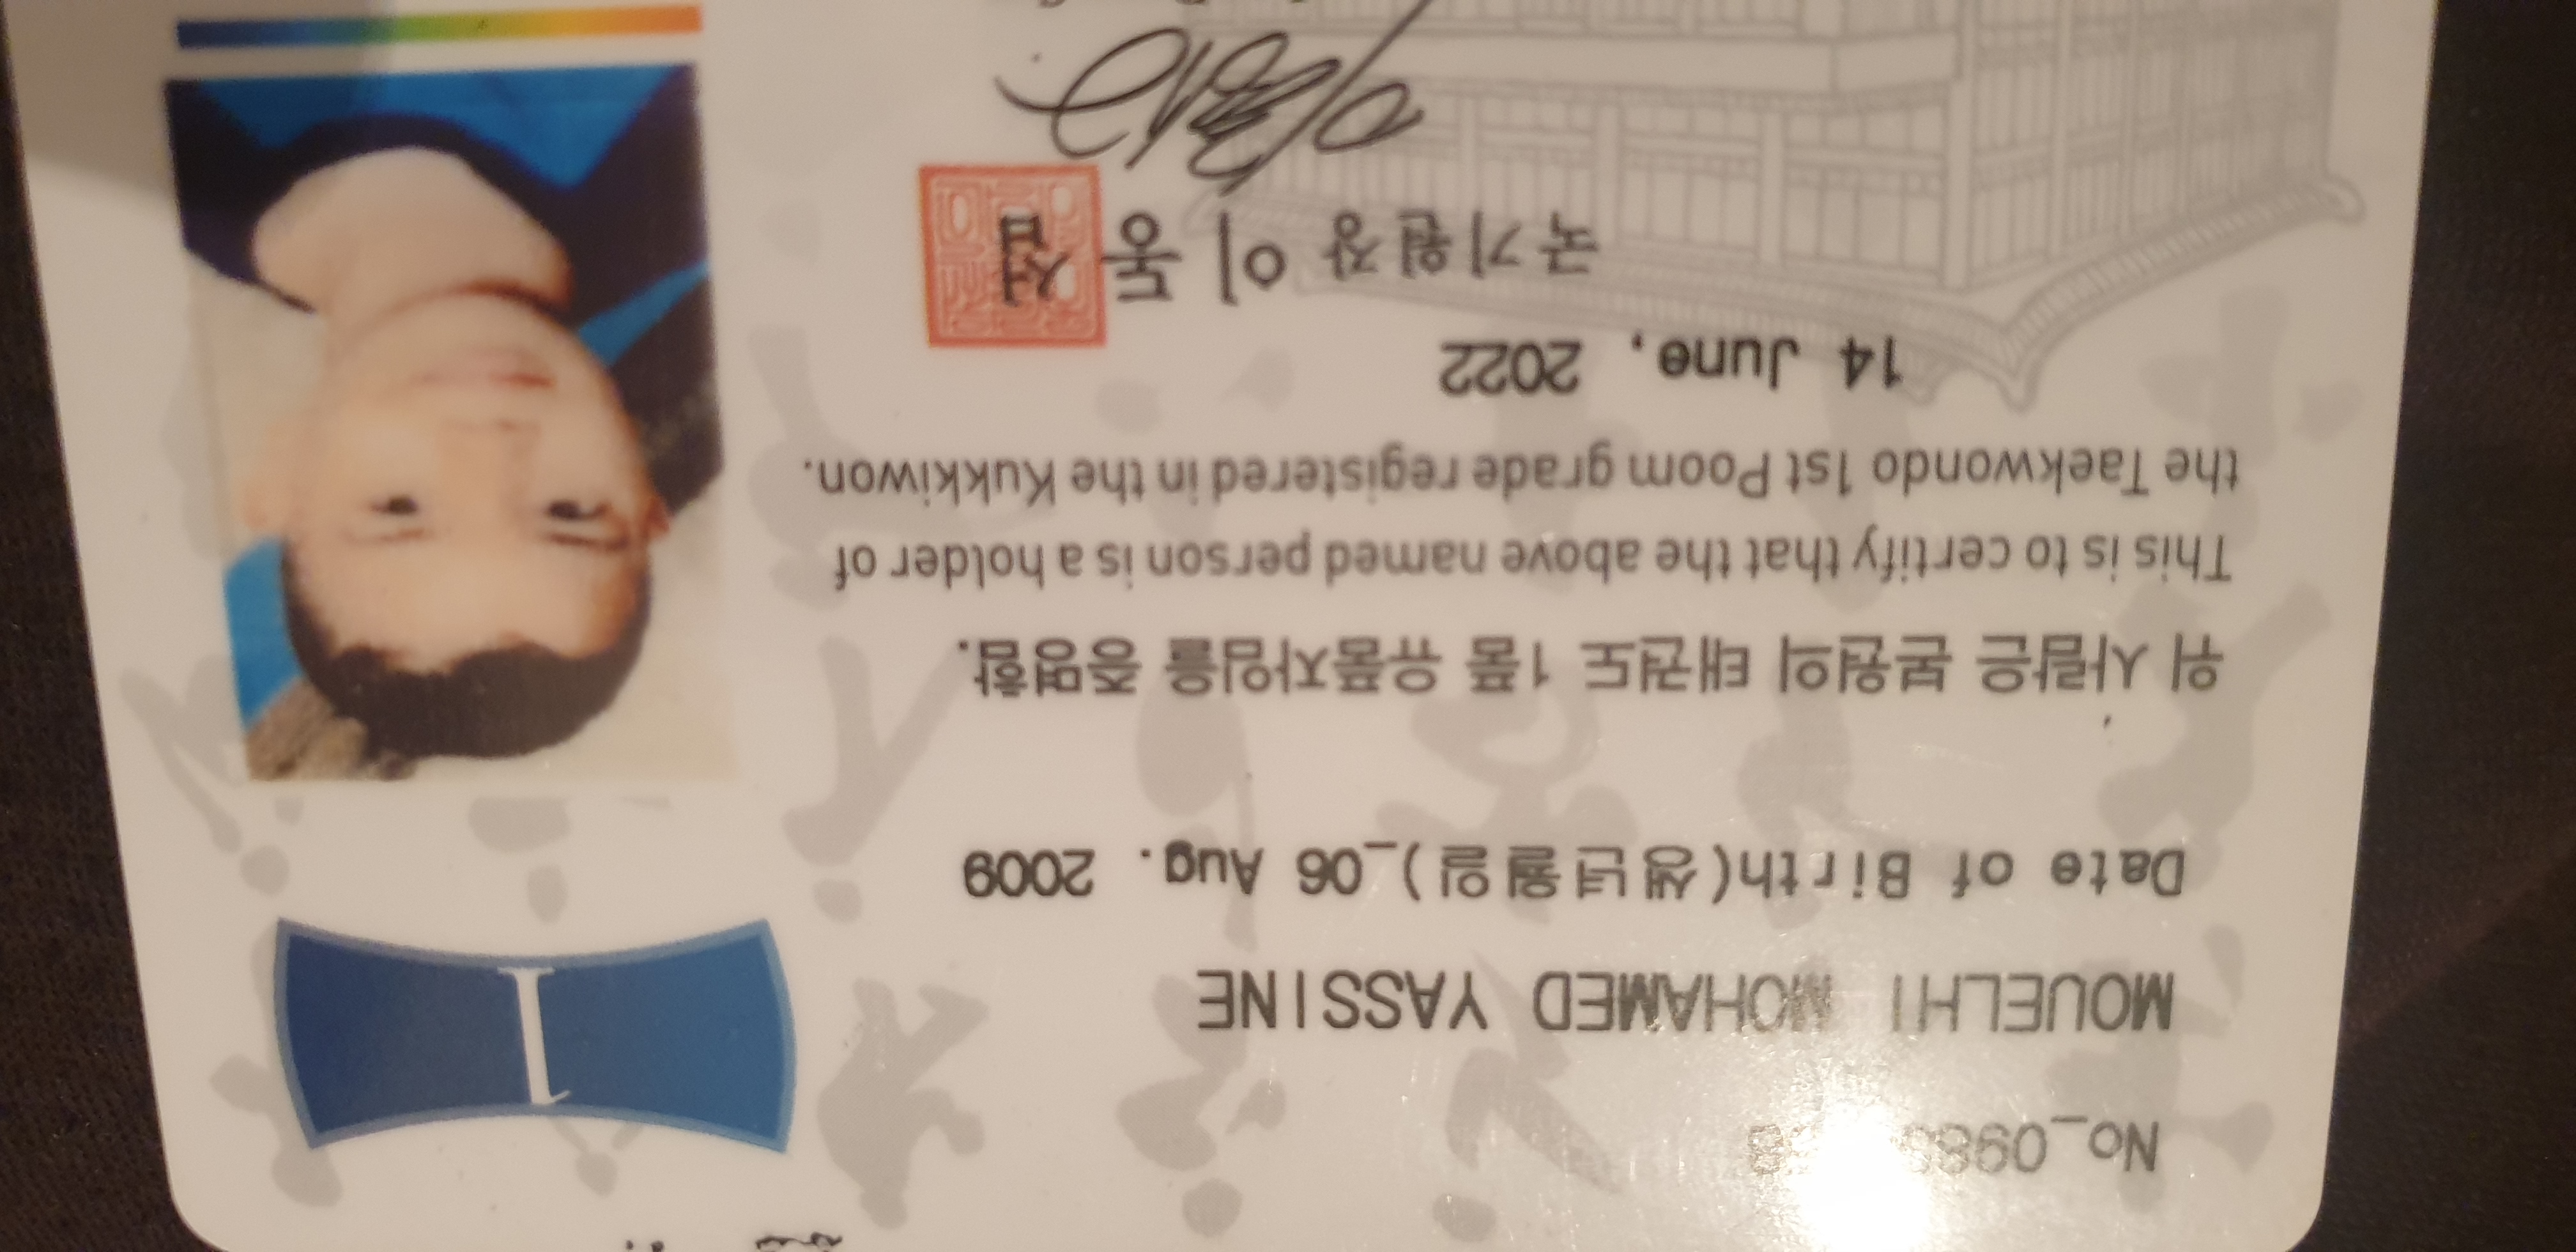 No_098
MOUELHI MOHAMED YASSINE
Date of Birth(생년월일)_06 Aug. 2009
위 사람은 본원의 태권도 1품 유품자임을 증명함.
This is to certify that the above named person is a holder of
the Taekwondo 1st Poom grade registered in the Kukkiwon.
14 June, 2022
국기원장 이 동 섭
I